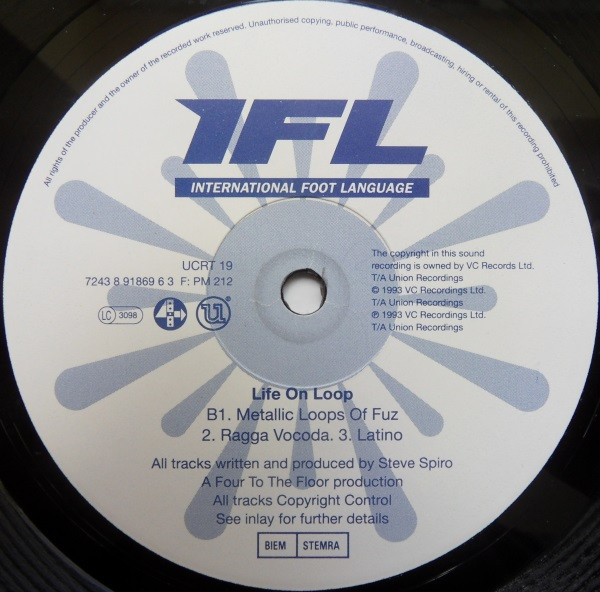 All rights of the producer and the owner of the recorded work reserved. Unauthorised copying, public performance, broadcasting, hiring or rental of this recording prohibited
IFL
INTERNATIONAL FOOT LANGUAGE
UCRT 19
7243 8 91869 6 3 F: PM 212
LC 3098
4
u
The copyright in this sound
recording is owned by VC Records Ltd.
T/A Union Recordings
© 1993 VC Records Ltd.
T/A Union Recordings
℗ 1993 VC Recordings Ltd.
T/A Union Recordings
Life On Loop
B1. Metallic Loops Of Fuz
2. Ragga Vocoda. 3. Latino
All tracks written and produced by Steve Spiro
A Four To The Floor production
All tracks Copyright Control
See inlay for further details
BIEM STEMRA